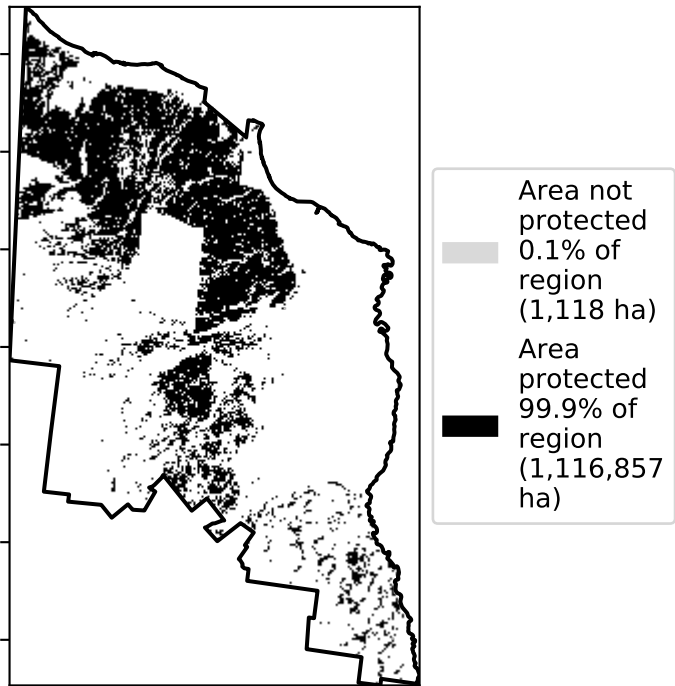 Area not
protected
0.1% of
region
(1,118 ha)
Area
protected
99.9% of
region
(1,116,857
ha)